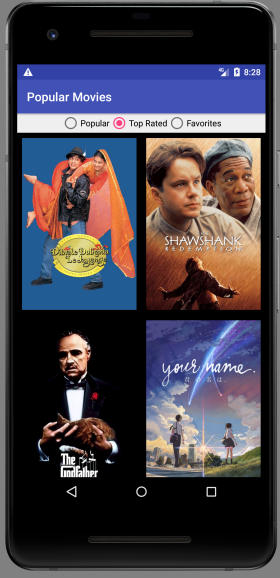 8:28
Popular Movies
Popular Top Rated Favorites
Dilwale Dulhania
Le Jayenge
SHAWSHANK
REDEMPTION
The
Godfather
your name.
君の名は。